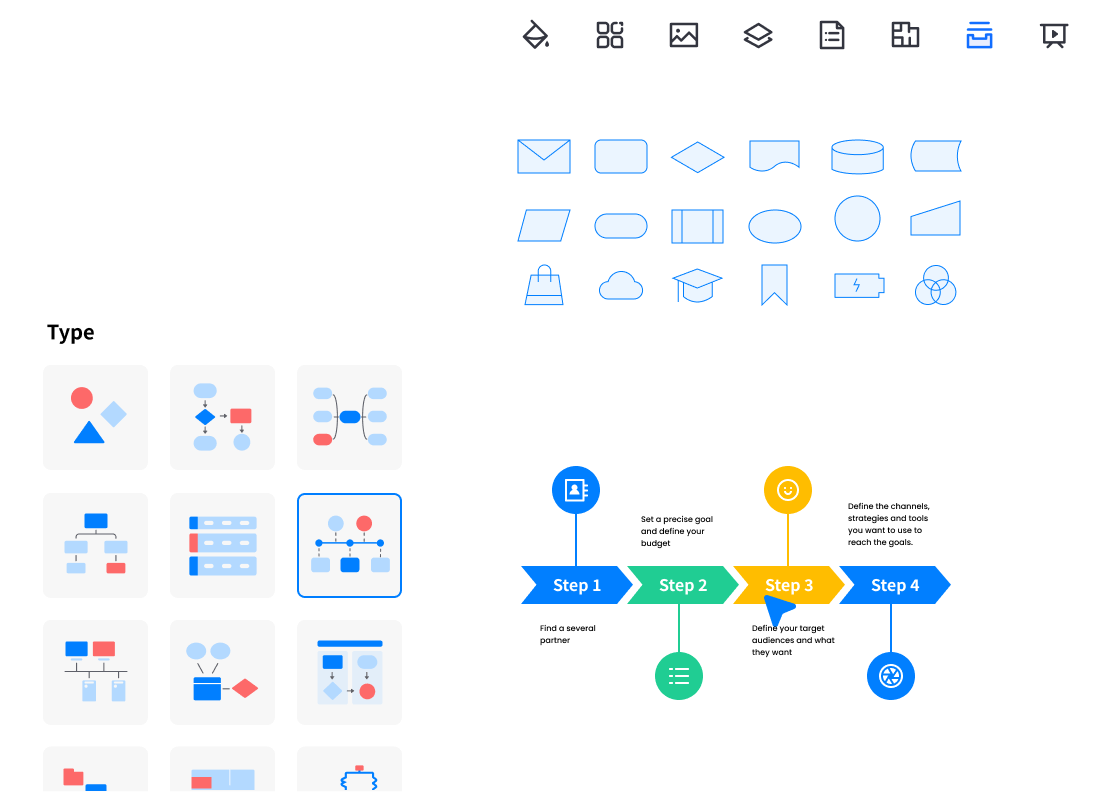 Type
Set a precise goal
and define your
budget
Define the channels,
strategies and tools
you want to use to
reach the goals.
Step 1
Step 2
Step 3
Step 4
Find a several
partner
Define your target
audiences and what
they want